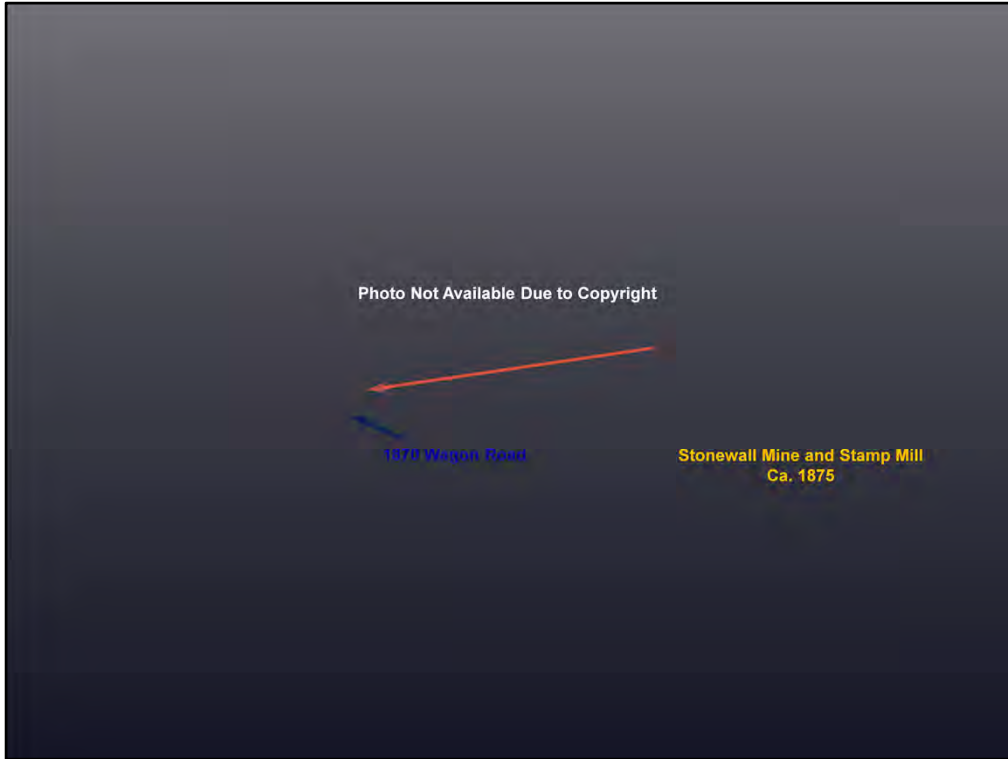 Photo Not Available Due to Copyright
1870 Wagon Road
Stonewall Mine and Stamp Mill
Ca. 1875